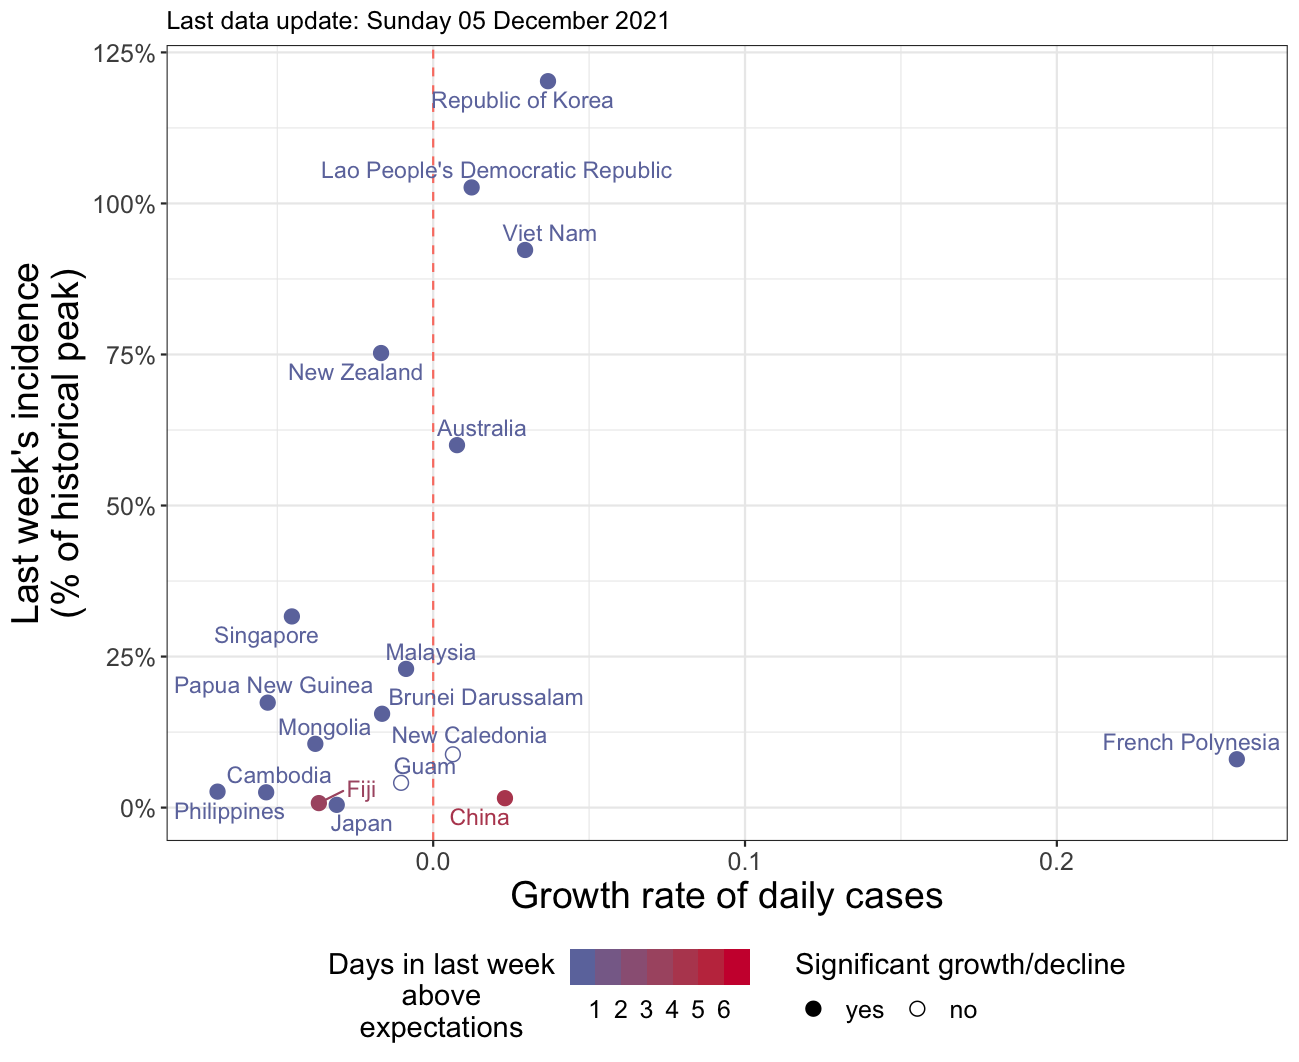 Last data update: Sunday 05 December 2021
125%
Republic of Korea
Lao People's Democratic Republic
100%
Viet Nam
75%
New Zealand
Australia
50%
Singapore
Malaysia
25%
Papua New Guinea
Brunei Darussalam
Mongolia
New Caledonia
French Polynesia
Guam
Cambodia
Fiji
0%
Philippines
China
Japan
Last week's incidence
(% of historical peak)
0.0
0.1
0.2
Growth rate of daily cases
Days in last week
above
expectations
1 2 3 4 5 6
Significant growth/decline
yes
no